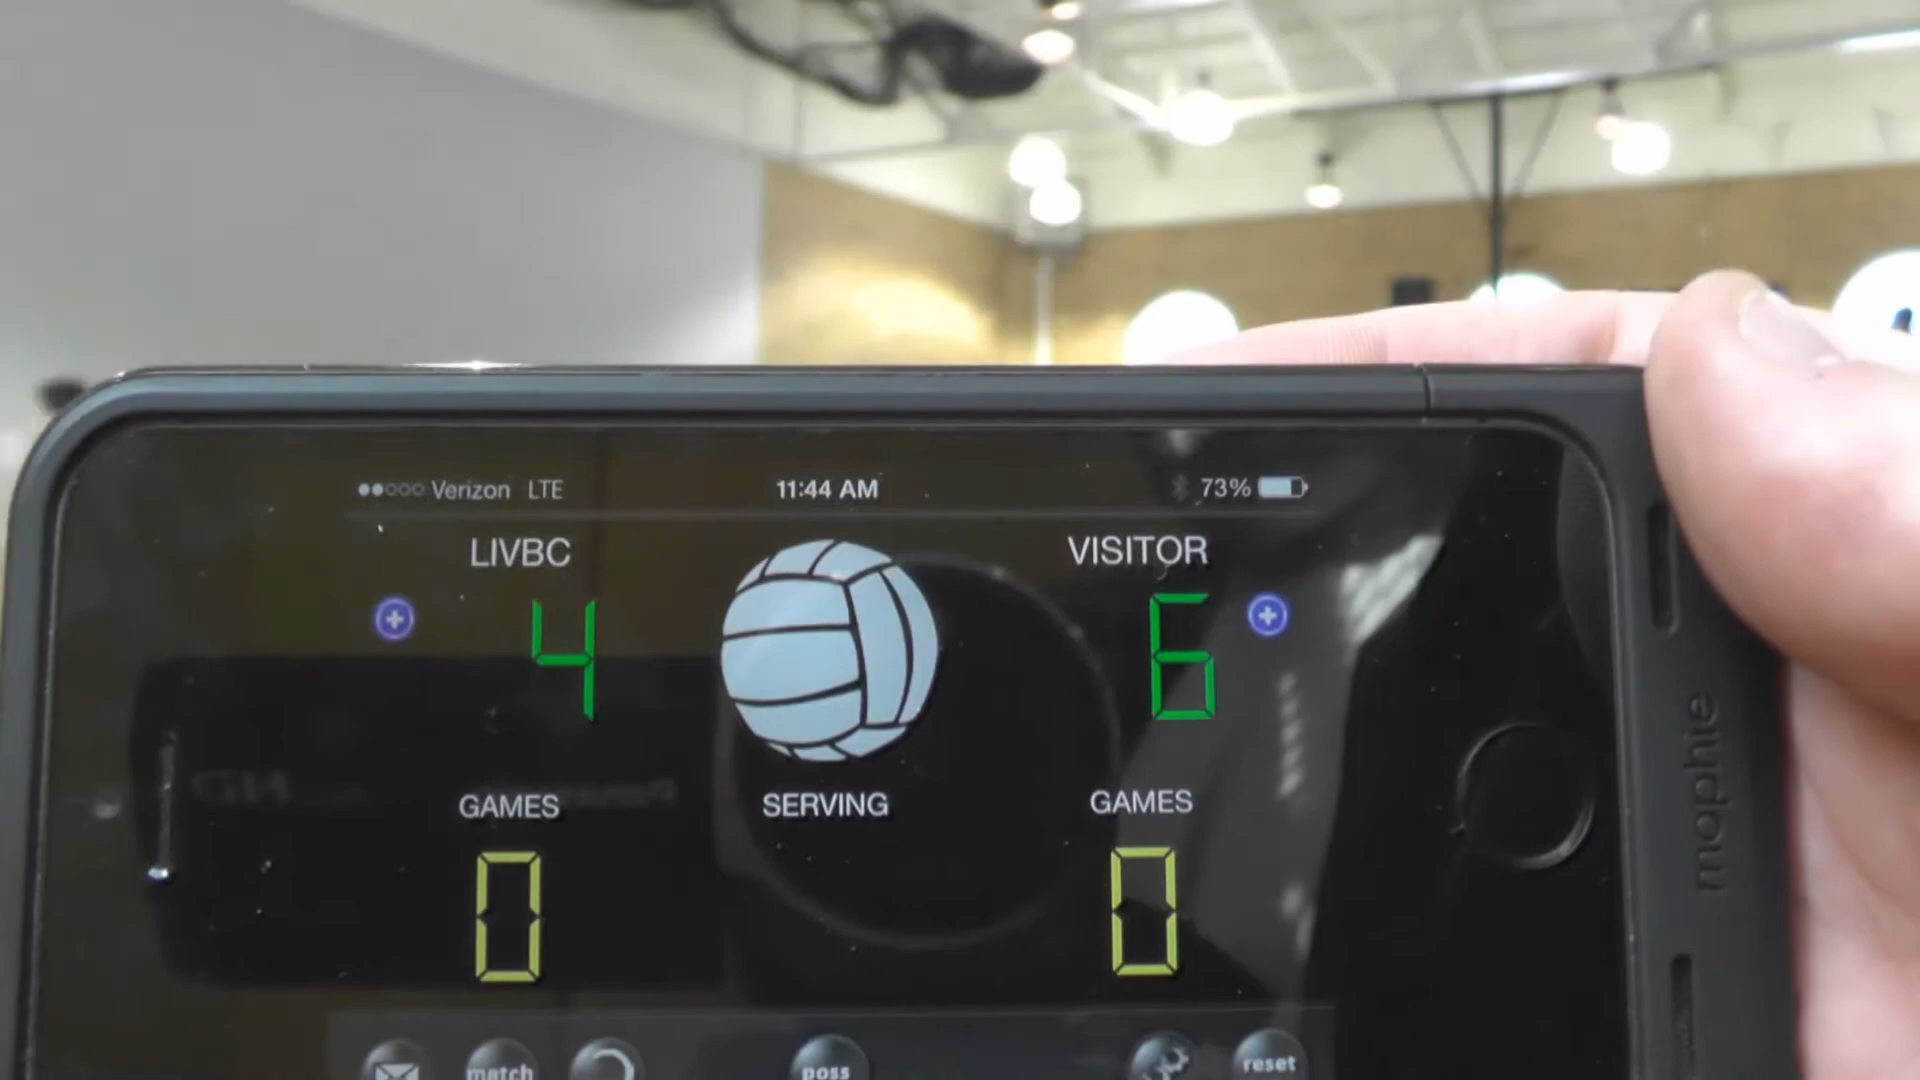 ●●○○○ Verizon LTE 11:44 AM 73%
LIVBC VISITOR
4 6
GAMES SERVING GAMES
0 0
match poss reset
mophie